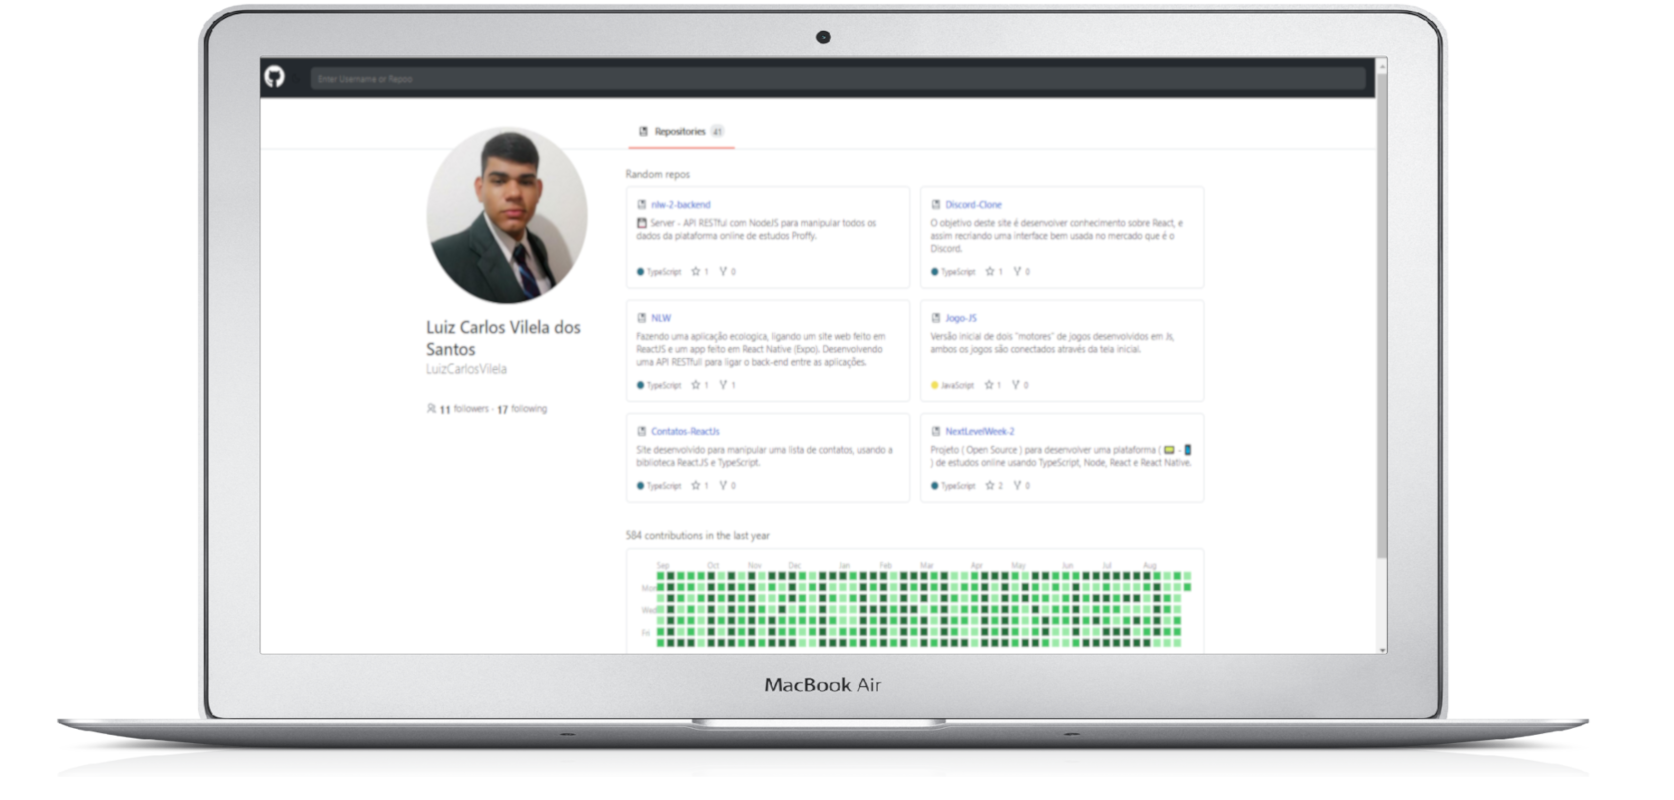 Enter Username or Repoo
Repositories 41
Random repos
Luiz Carlos Vilela dos
Santos
LuizCarlosVilela
11 followers · 17 following
nlw-2-backend
Server - API RESTful com NodeJS para manipular todos os
dados da plataforma online de estudos Proffy.
TypeScript 1 0
Discord-Clone
O objetivo deste site é desenvolver conhecimento sobre React, e
assim recriando uma interface bem usada no mercado que é o
Discord.
TypeScript 1 0
NLW
Fazendo uma aplicação ecologica, ligando um site web feito em
ReactJS e um app feito em React Native (Expo). Desenvolvendo
uma API RESTfull para ligar o back-end entre as aplicações.
TypeScript 1 1
Jogo-JS
Versão inicial de dois "motores" de jogos desenvolvidos em Js,
ambos os jogos são conectados através da tela inicial.
JavaScript 1 0
Contatos-ReactJs
Site desenvolvido para manipular uma lista de contatos, usando a
biblioteca ReactJS e TypeScript.
TypeScript 1 0
NextLevelWeek-2
Projeto ( Open Source ) para desenvolver uma plataforma ( -
) de estudos online usando TypeScript, Node, React e React Native.
TypeScript 2 0
584 contributions in the last year
Sep Oct Nov Dec Jan Feb Mar Apr May Jun Jul Aug
Mon
Wed
Fri
MacBook Air